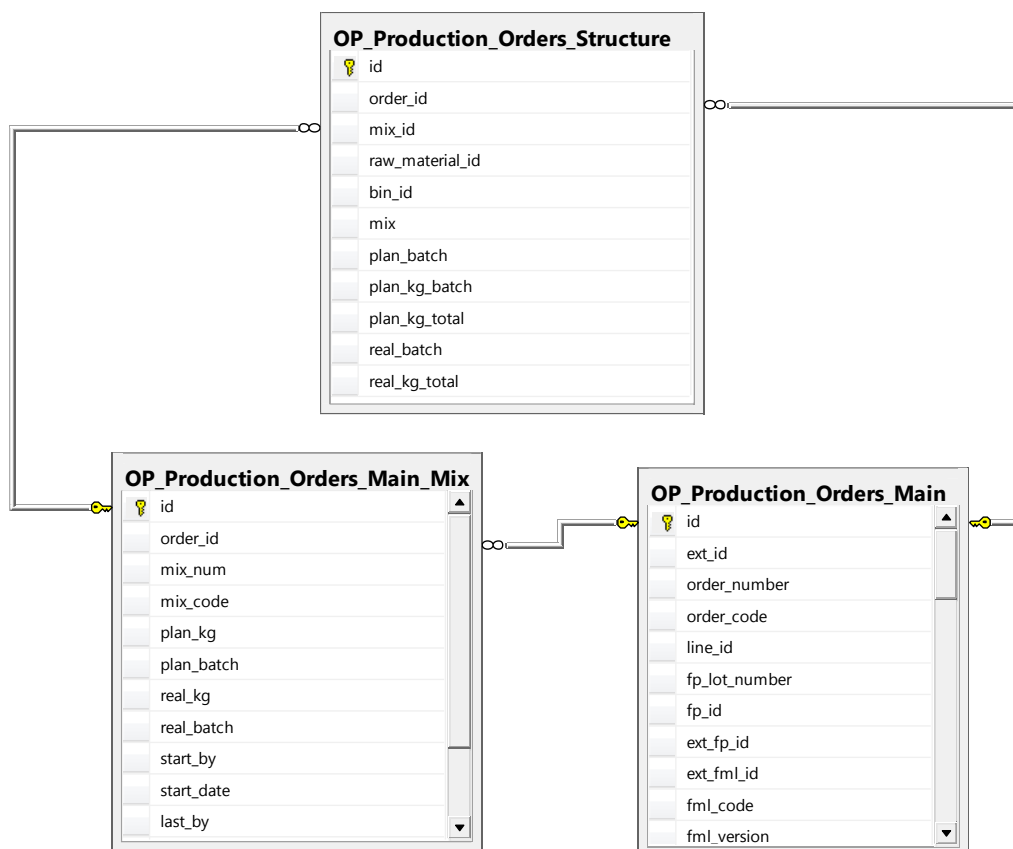 OP_Production_Orders_Structure
id
order_id
mix_id
raw_material_id
bin_id
mix
plan_batch
plan_kg_batch
plan_kg_total
real_batch
real_kg_total
OP_Production_Orders_Main_Mix
id
order_id
mix_num
mix_code
plan_kg
plan_batch
real_kg
real_batch
start_by
start_date
last_by
OP_Production_Orders_Main
id
ext_id
order_number
order_code
line_id
fp_lot_number
fp_id
ext_fp_id
ext_fml_id
fml_code
fml_version